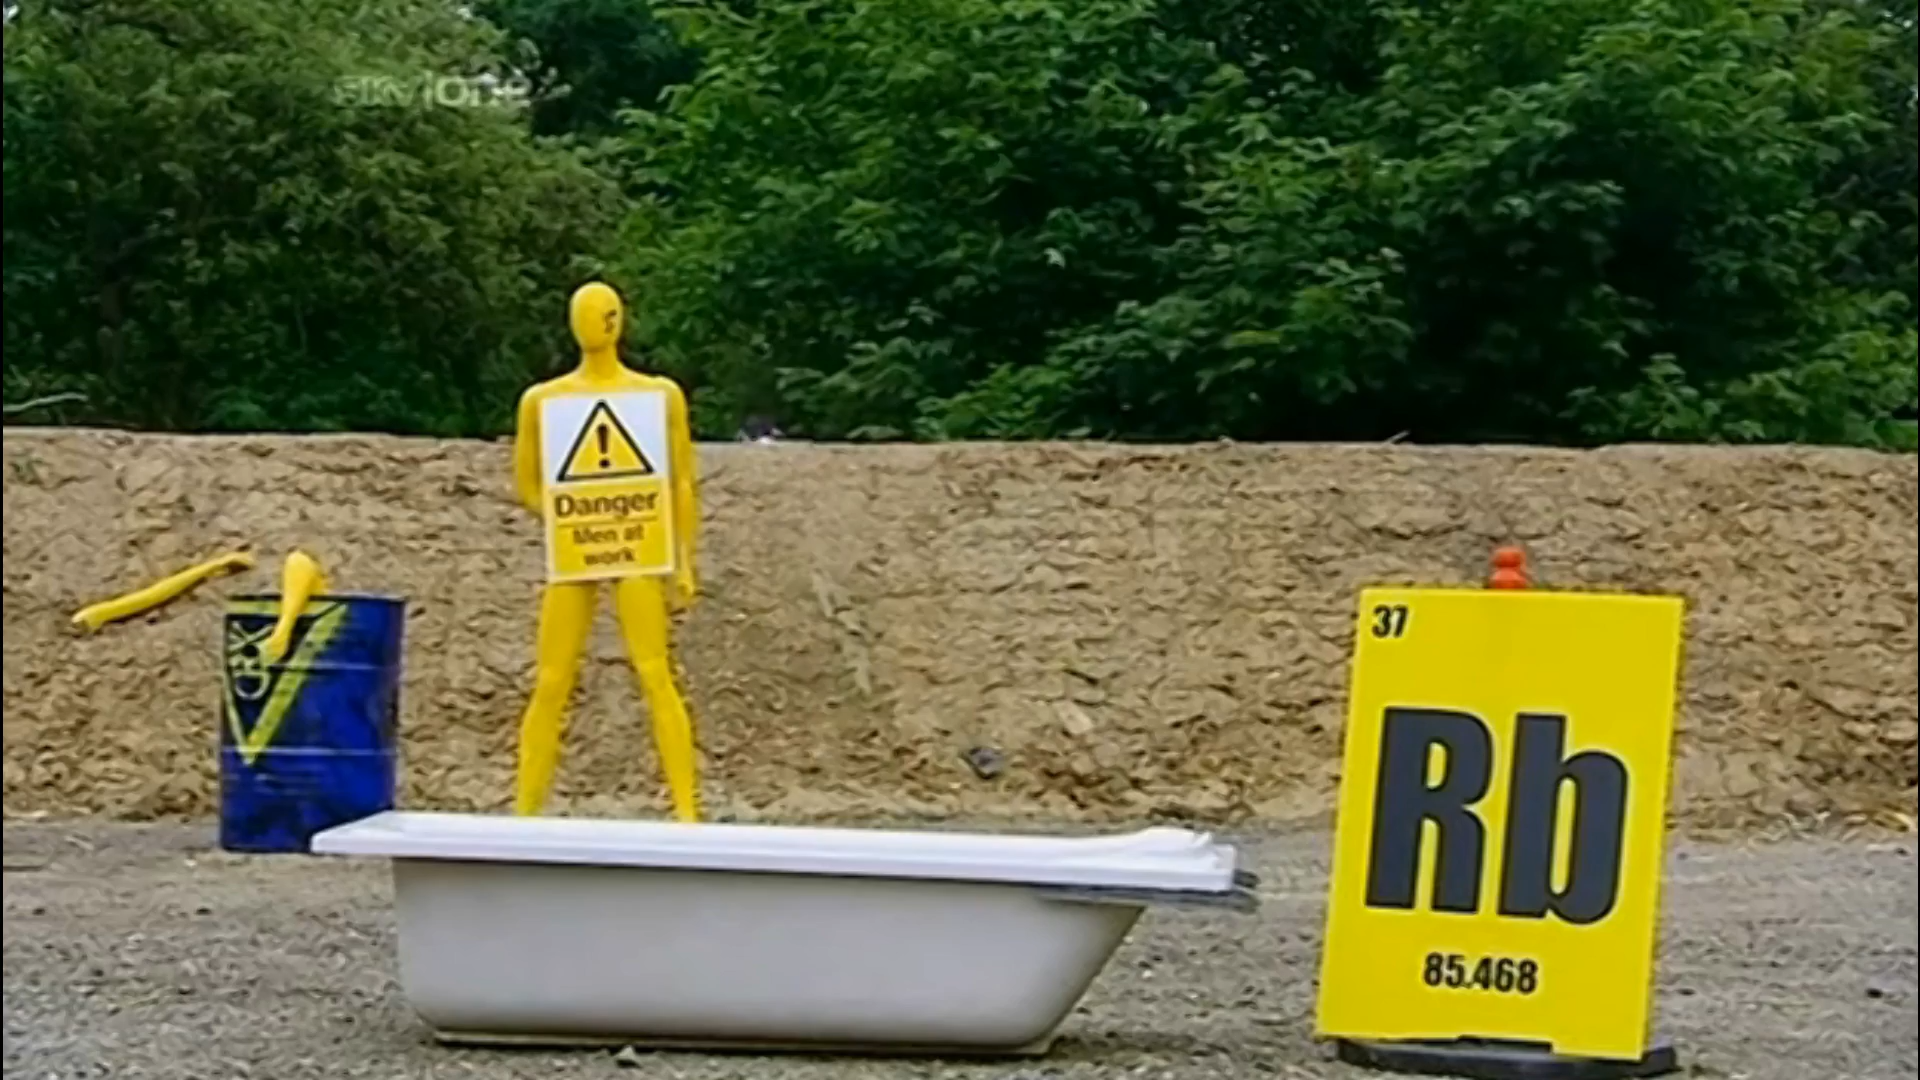 sky one
Danger
Men at
work
37
Rb
85.468